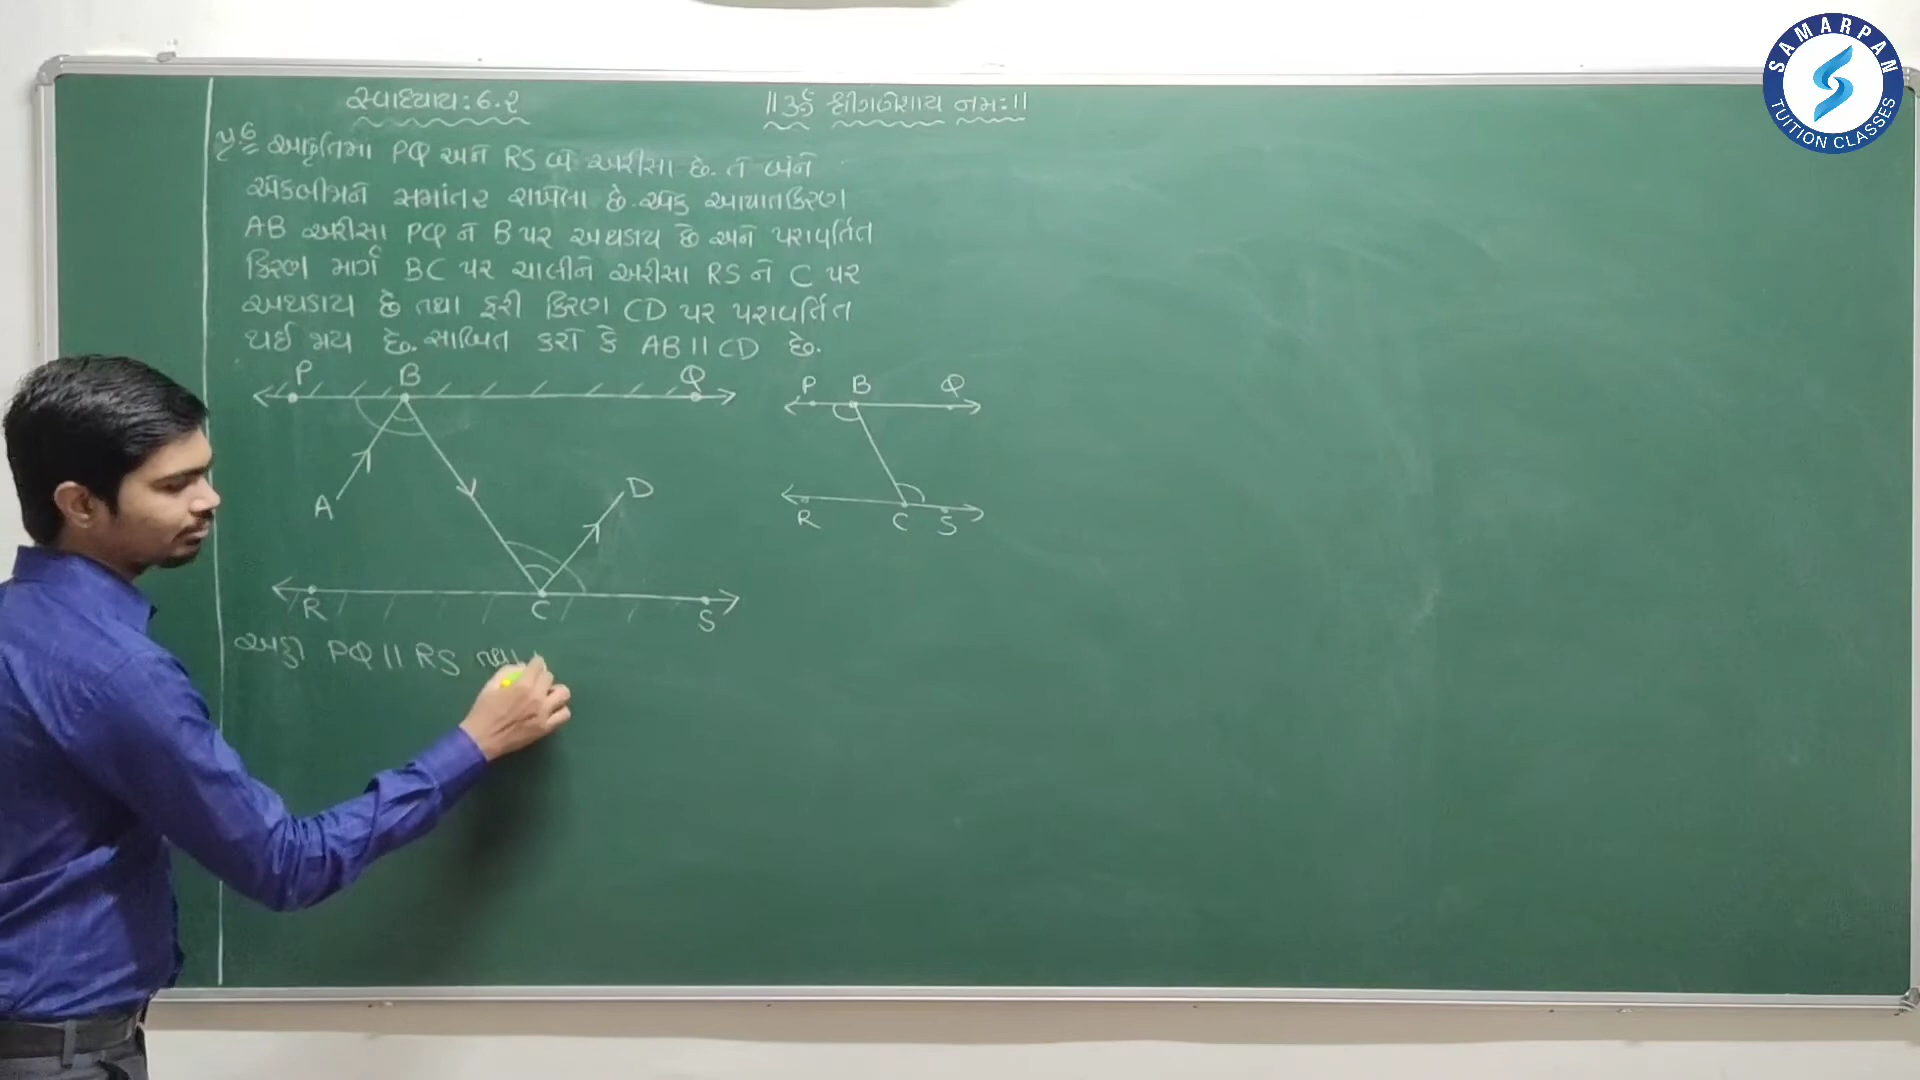 સ્વાધ્યાય : 6.2
॥ ૐ શ્રી ગણેશાય નમઃ ॥
પ્ર.6 આકૃતિમાં PQ અને RS બે અરીસા છે. તે બંને
એકબીજાને સમાંતર રાખેલા છે. એક આપાતકિરણ
AB અરીસા PQ ને B પર અથડાય છે અને પરાવર્તિત
કિરણ માર્ગ BC પર ચાલીને અરીસા RS ને C પર
અથડાય છે તથા ફરી કિરણ CD પર પરાવર્તિત
થઈ જાય છે. સાબિત કરો કે AB || CD છે.
P B Q
A D
R C S
P B Q
R C S
અહીં PQ || RS તથા
SAMARPAN
TUITION CLASSES